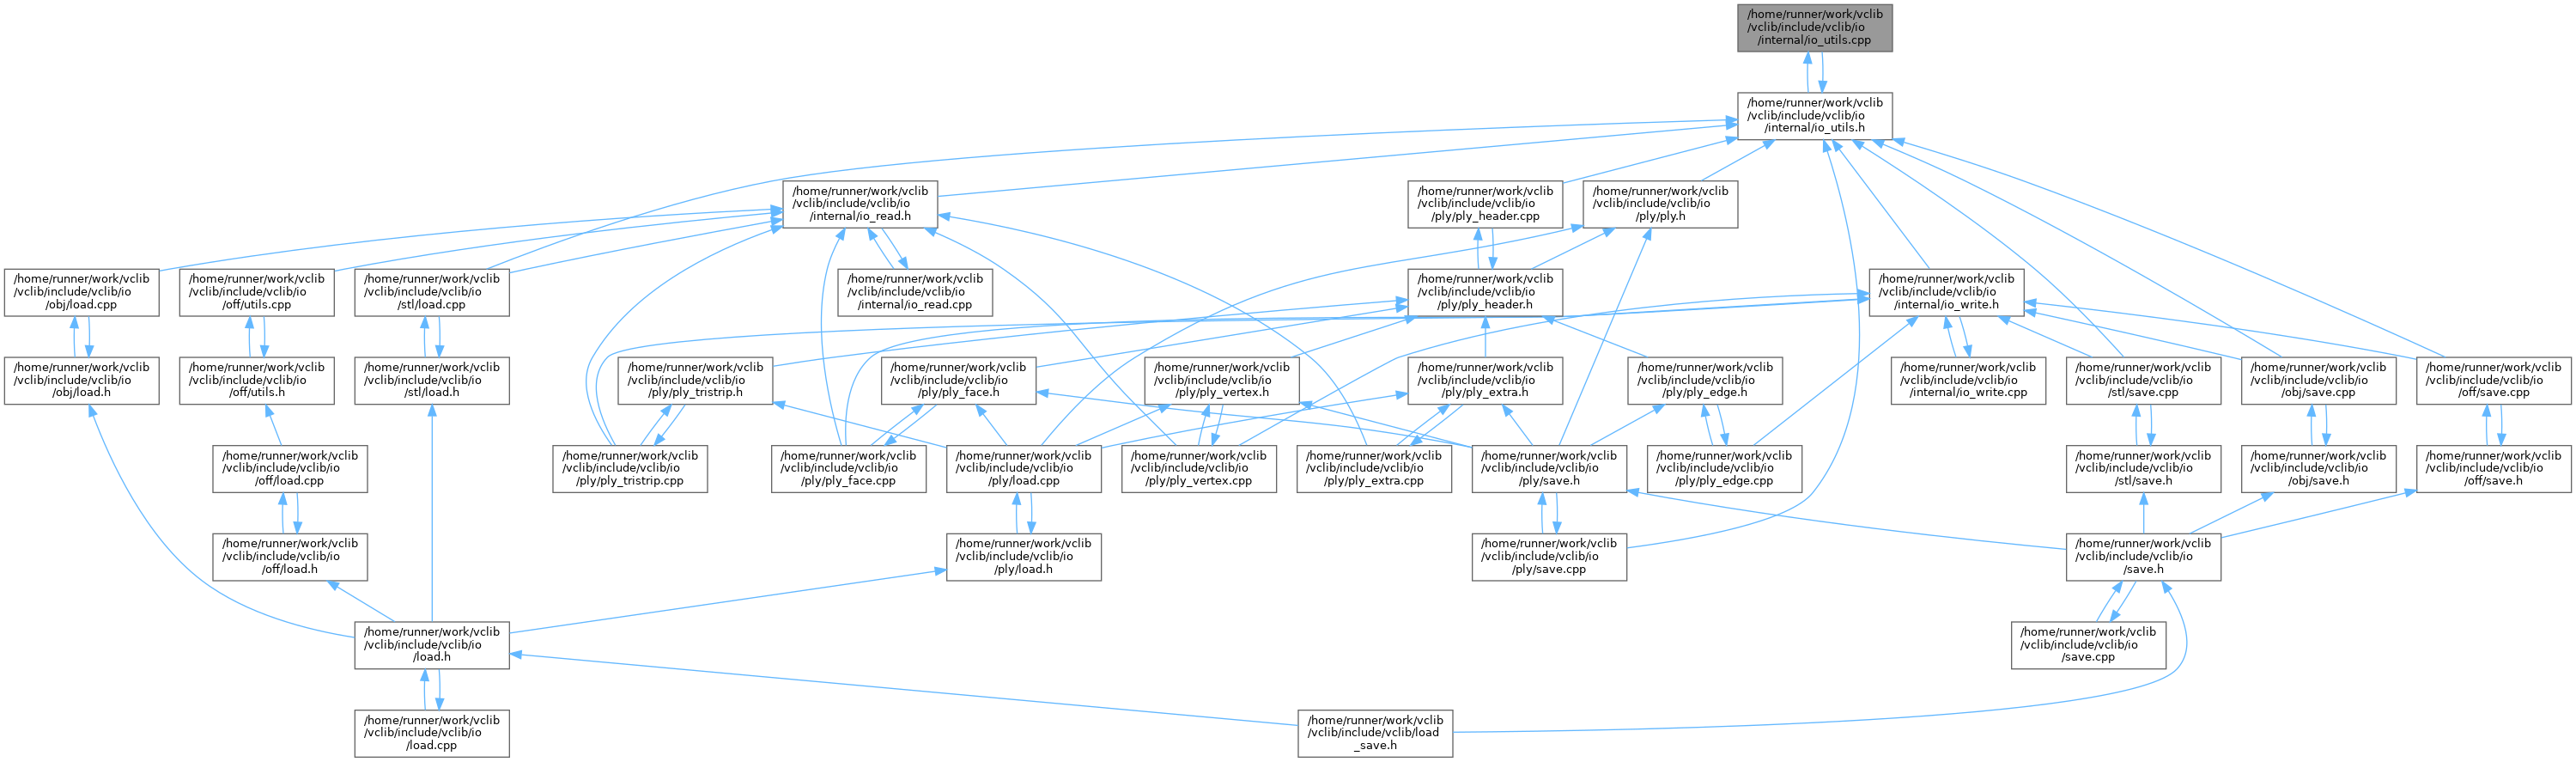 /home/runner/work/vclib
/vclib/include/vclib/io
/internal/io_utils.cpp
/home/runner/work/vclib
/vclib/include/vclib/io
/internal/io_utils.h
/home/runner/work/vclib
/vclib/include/vclib/io
/internal/io_read.h
/home/runner/work/vclib
/vclib/include/vclib/io
/ply/ply_header.cpp
/home/runner/work/vclib
/vclib/include/vclib/io
/ply/ply.h
/home/runner/work/vclib
/vclib/include/vclib/io
/obj/load.cpp
/home/runner/work/vclib
/vclib/include/vclib/io
/off/utils.cpp
/home/runner/work/vclib
/vclib/include/vclib/io
/stl/load.cpp
/home/runner/work/vclib
/vclib/include/vclib/io
/internal/io_read.cpp
/home/runner/work/vclib
/vclib/include/vclib/io
/ply/ply_header.h
/home/runner/work/vclib
/vclib/include/vclib/io
/internal/io_write.h
/home/runner/work/vclib
/vclib/include/vclib/io
/obj/load.h
/home/runner/work/vclib
/vclib/include/vclib/io
/off/utils.h
/home/runner/work/vclib
/vclib/include/vclib/io
/stl/load.h
/home/runner/work/vclib
/vclib/include/vclib/io
/ply/ply_tristrip.h
/home/runner/work/vclib
/vclib/include/vclib/io
/ply/ply_face.h
/home/runner/work/vclib
/vclib/include/vclib/io
/ply/ply_vertex.h
/home/runner/work/vclib
/vclib/include/vclib/io
/ply/ply_extra.h
/home/runner/work/vclib
/vclib/include/vclib/io
/ply/ply_edge.h
/home/runner/work/vclib
/vclib/include/vclib/io
/internal/io_write.cpp
/home/runner/work/vclib
/vclib/include/vclib/io
/stl/save.cpp
/home/runner/work/vclib
/vclib/include/vclib/io
/obj/save.cpp
/home/runner/work/vclib
/vclib/include/vclib/io
/off/save.cpp
/home/runner/work/vclib
/vclib/include/vclib/io
/off/load.cpp
/home/runner/work/vclib
/vclib/include/vclib/io
/ply/ply_tristrip.cpp
/home/runner/work/vclib
/vclib/include/vclib/io
/ply/ply_face.cpp
/home/runner/work/vclib
/vclib/include/vclib/io
/ply/load.cpp
/home/runner/work/vclib
/vclib/include/vclib/io
/ply/ply_vertex.cpp
/home/runner/work/vclib
/vclib/include/vclib/io
/ply/ply_extra.cpp
/home/runner/work/vclib
/vclib/include/vclib/io
/ply/save.h
/home/runner/work/vclib
/vclib/include/vclib/io
/ply/ply_edge.cpp
/home/runner/work/vclib
/vclib/include/vclib/io
/stl/save.h
/home/runner/work/vclib
/vclib/include/vclib/io
/obj/save.h
/home/runner/work/vclib
/vclib/include/vclib/io
/off/save.h
/home/runner/work/vclib
/vclib/include/vclib/io
/off/load.h
/home/runner/work/vclib
/vclib/include/vclib/io
/ply/load.h
/home/runner/work/vclib
/vclib/include/vclib/io
/ply/save.cpp
/home/runner/work/vclib
/vclib/include/vclib/io
/save.h
/home/runner/work/vclib
/vclib/include/vclib/io
/load.h
/home/runner/work/vclib
/vclib/include/vclib/io
/save.cpp
/home/runner/work/vclib
/vclib/include/vclib/io
/load.cpp
/home/runner/work/vclib
/vclib/include/vclib/load
_save.h